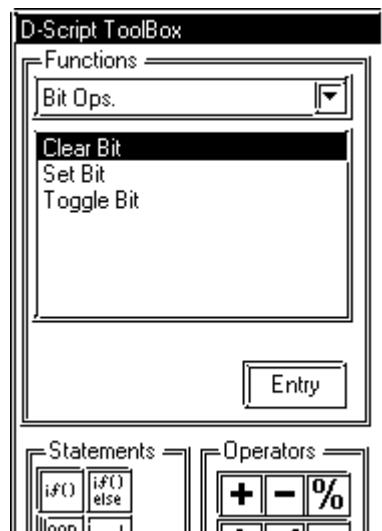 D-Script ToolBox
Functions
Bit Ops.
Clear Bit
Set Bit
Toggle Bit
Entry
Statements
if()
if()
else
Operators
+ - %